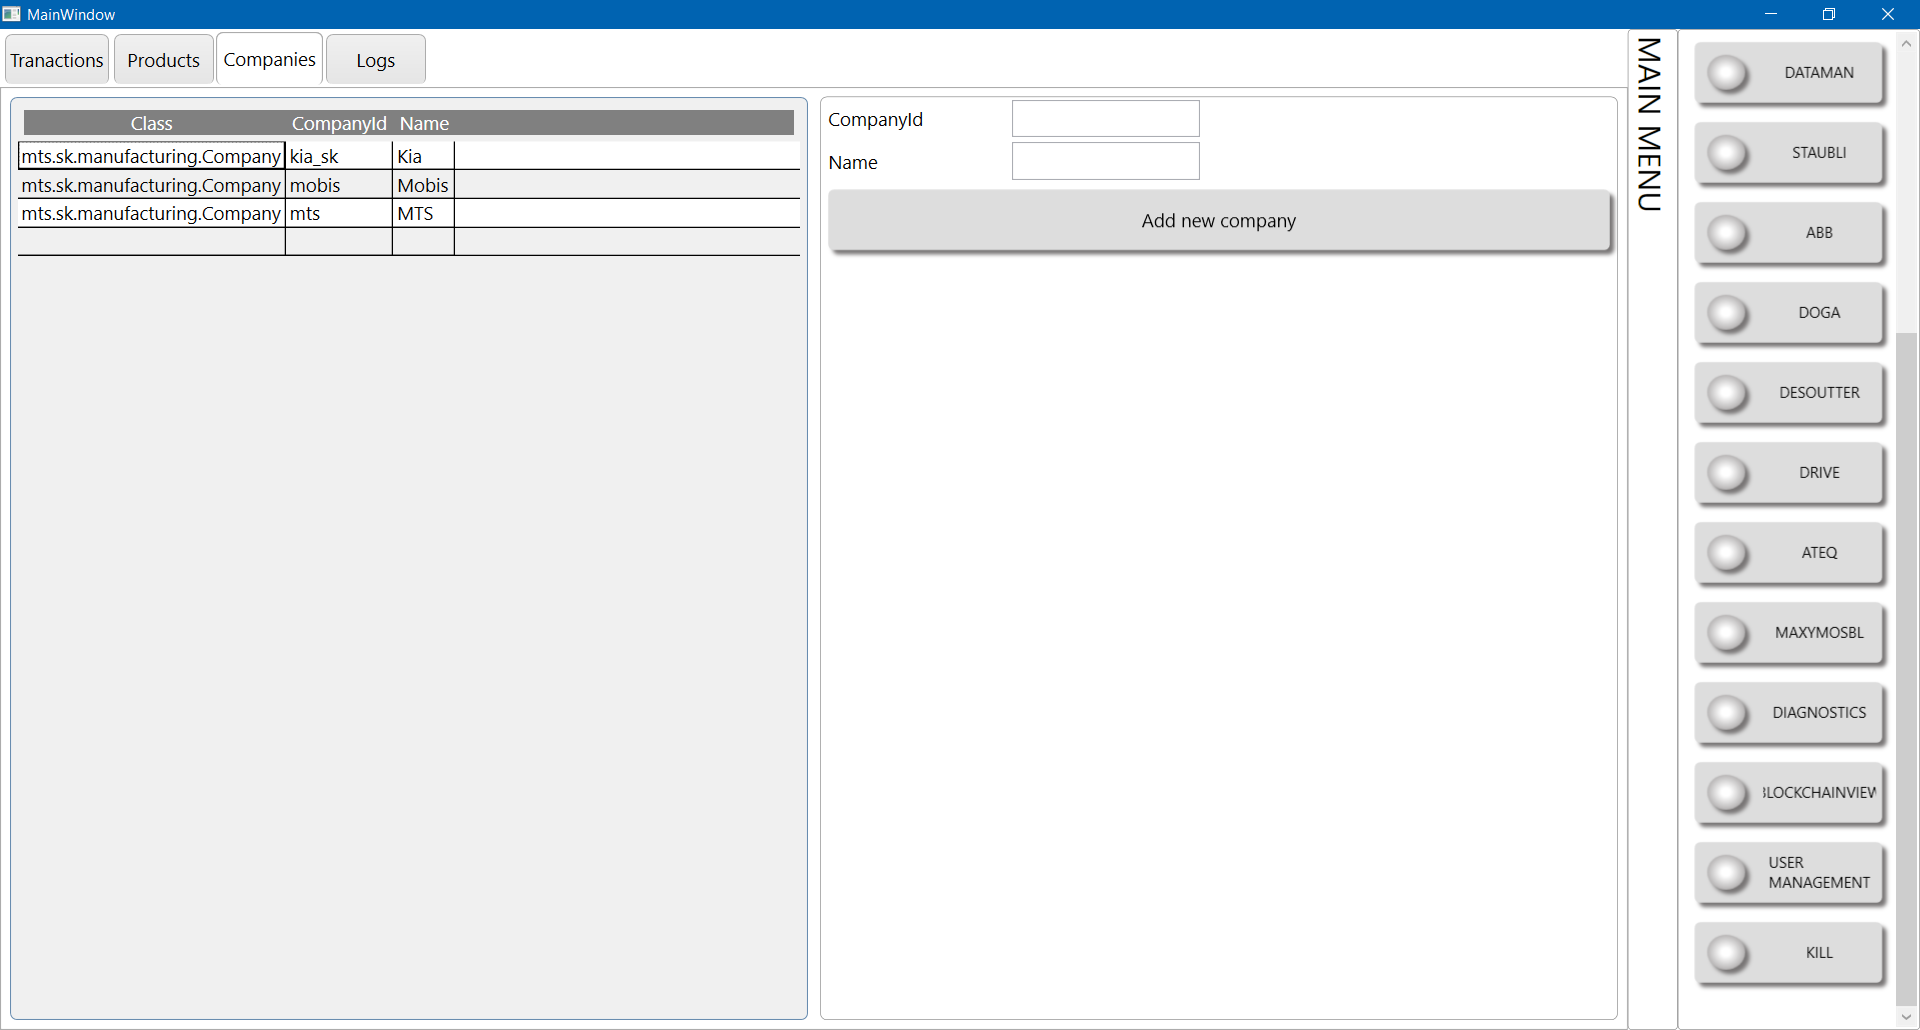 MainWindow
Tranactions Products Companies Logs
Class CompanyId Name
mts.sk.manufacturing.Company kia_sk Kia
mts.sk.manufacturing.Company mobis Mobis
mts.sk.manufacturing.Company mts MTS
CompanyId
Name
Add new company
MAIN MENU
DATAMAN
STAUBLI
ABB
DOGA
DESOUTTER
DRIVE
ATEQ
MAXYMOSBL
DIAGNOSTICS
BLOCKCHAINVIEW
USER
MANAGEMENT
KILL